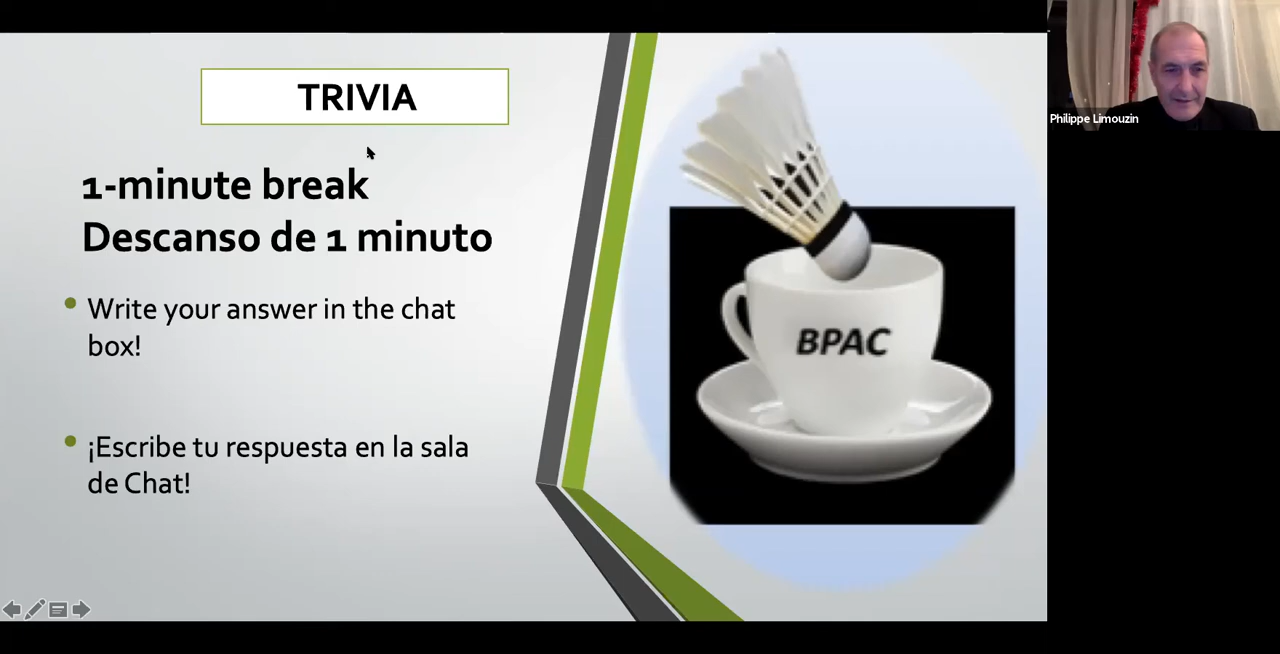 TRIVIA
1-minute break
Descanso de 1 minuto
Write your answer in the chat
box!
¡Escribe tu respuesta en la sala
de Chat!
BPAC
Philippe Limouzin